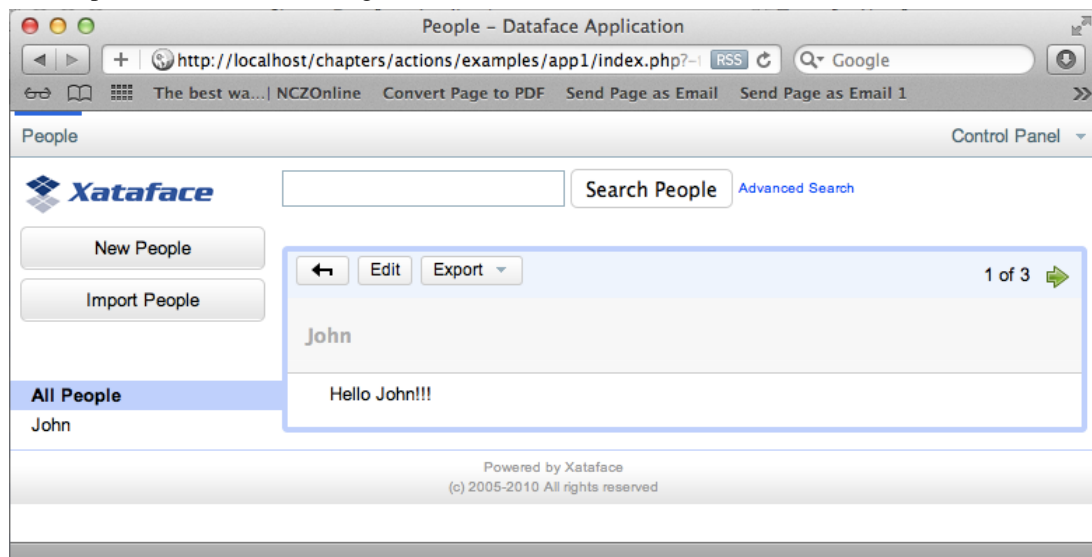 People – Dataface Application
http://localhost/chapters/actions/examples/app1/index.php?- RSS Google
The best wa...| NCZOnline Convert Page to PDF Send Page as Email Send Page as Email 1
People Control Panel
Xataface Search People Advanced Search
New People
Edit Export 1 of 3
Import People
John
All People
Hello John!!!
John
Powered by Xataface
(c) 2005-2010 All rights reserved